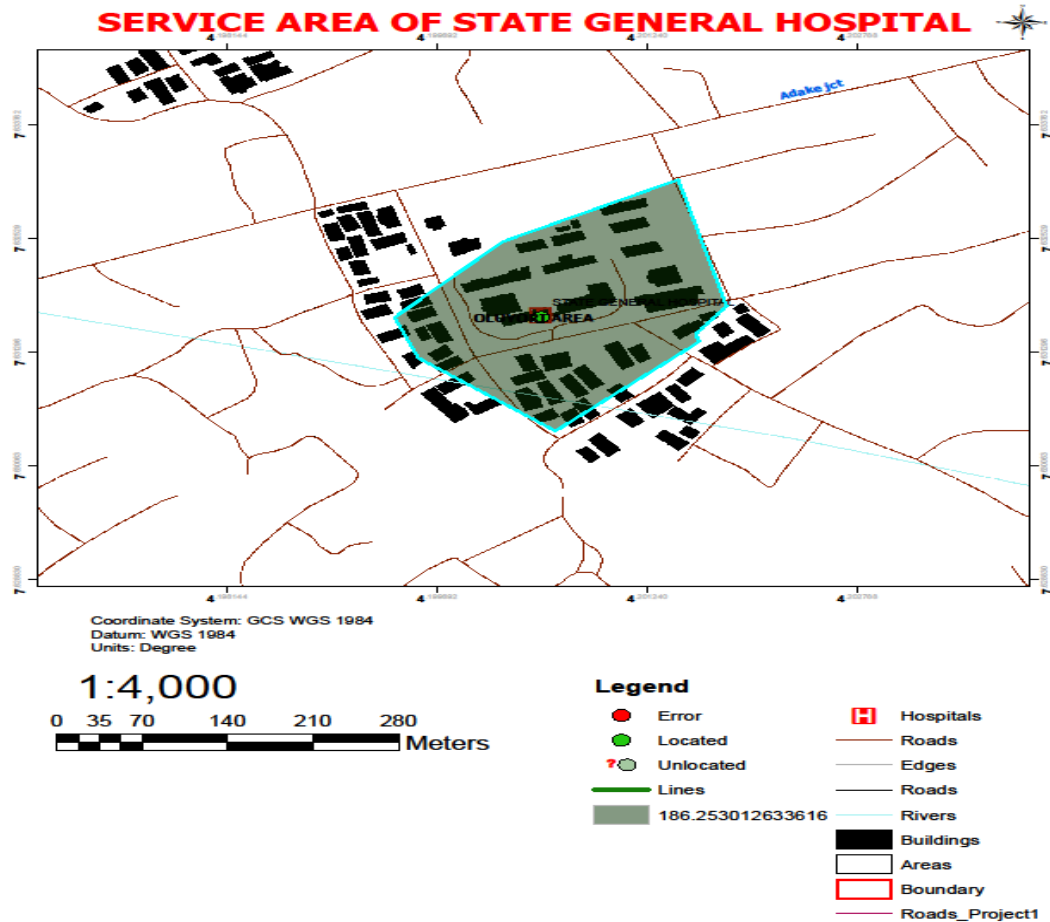 SERVICE AREA OF STATE GENERAL HOSPITAL
Adake jct
STATE GENERAL HOSPITAL
AREA
Coordinate System: GCS WGS 1984
Datum: WGS 1984
Units: Degree
1:4,000
0 35 70 140 210 280
Meters
Legend
Error
Located
? Unlocated
Lines
186.253012633616
H Hospitals
Roads
Edges
Roads
Rivers
Buildings
Areas
Boundary
Roads_Project1